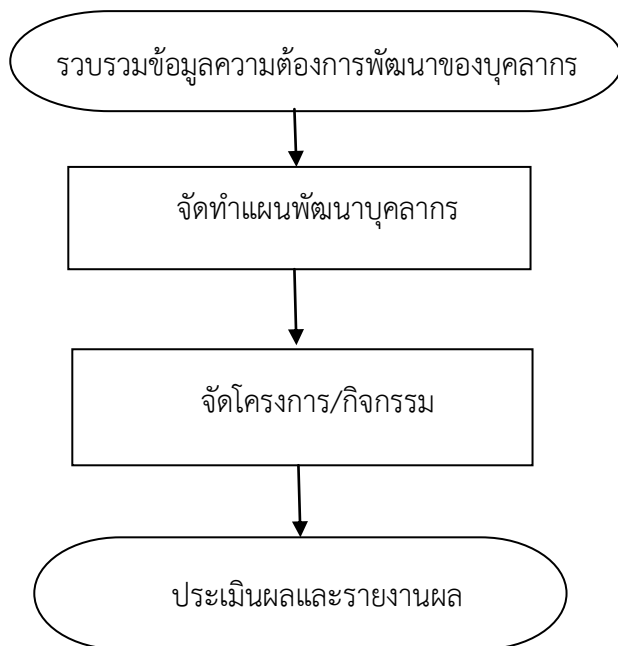 รวบรวมข้อมูลความต้องการพัฒนาของบุคลากร
จัดทำแผนพัฒนาบุคลากร
จัดโครงการ/กิจกรรม
ประเมินผลและรายงานผล